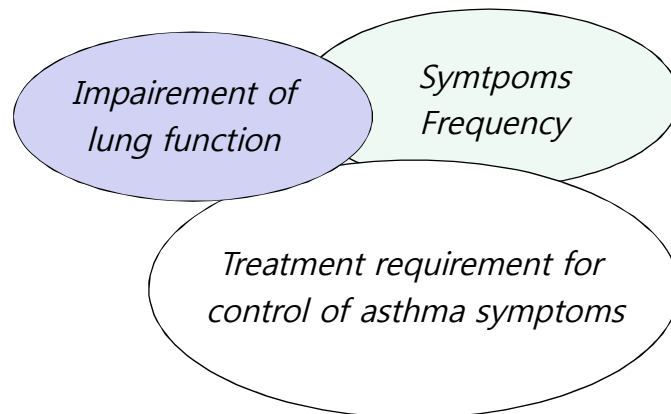 Impairement of
lung function
Symtpoms
Frequency
Treatment requirement for
control of asthma symptoms